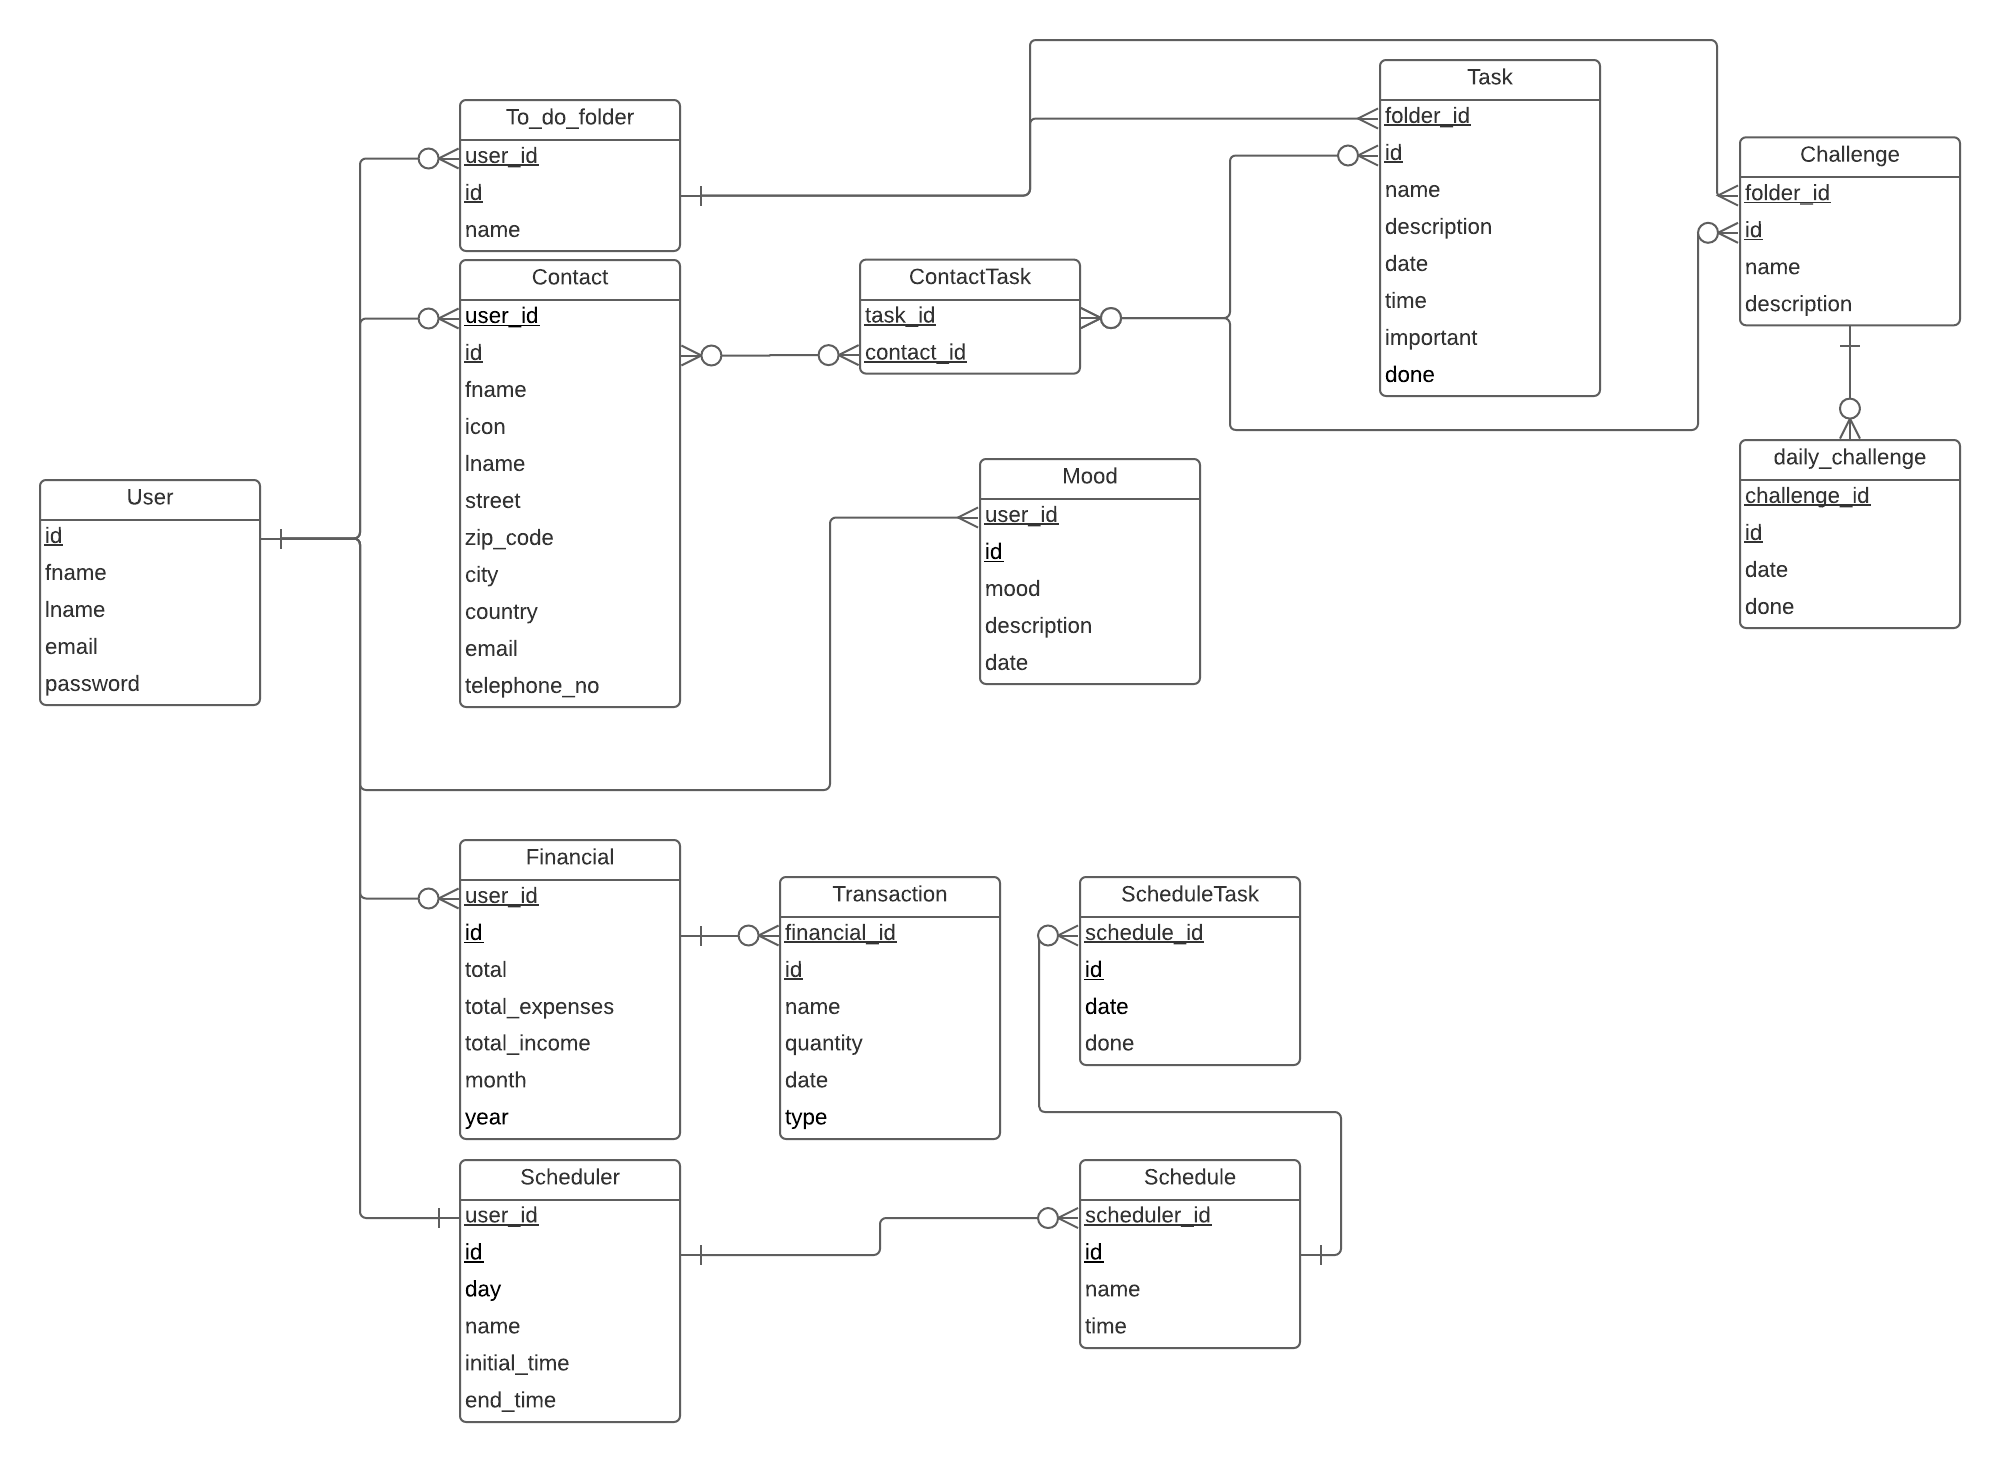 To_do_folder
user_id
id
name
Contact
user_id
id
fname
icon
lname
street
zip_code
city
country
email
telephone_no
User
id
fname
lname
email
password
ContactTask
task_id
contact_id
Task
folder_id
id
name
description
date
time
important
done
Challenge
folder_id
id
name
description
daily_challenge
challenge_id
id
date
done
Mood
user_id
id
mood
description
date
Financial
user_id
id
total
total_expenses
total_income
month
year
Transaction
financial_id
id
name
quantity
date
type
ScheduleTask
schedule_id
id
date
done
Scheduler
user_id
id
day
name
initial_time
end_time
Schedule
scheduler_id
id
name
time